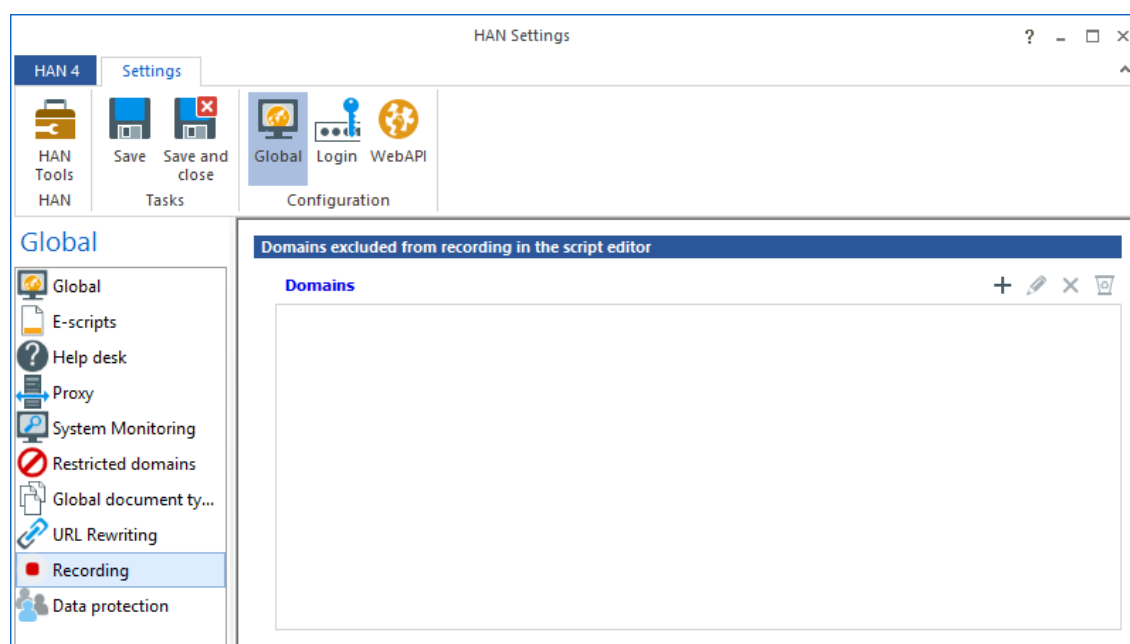 HAN Settings
HAN 4 Settings
HAN Tools
Save
Save and close
Global
Login
WebAPI
HAN
Tasks
Configuration
Global
Global
E-scripts
Help desk
Proxy
System Monitoring
Restricted domains
Global document ty...
URL Rewriting
Recording
Data protection
Domains excluded from recording in the script editor
Domains